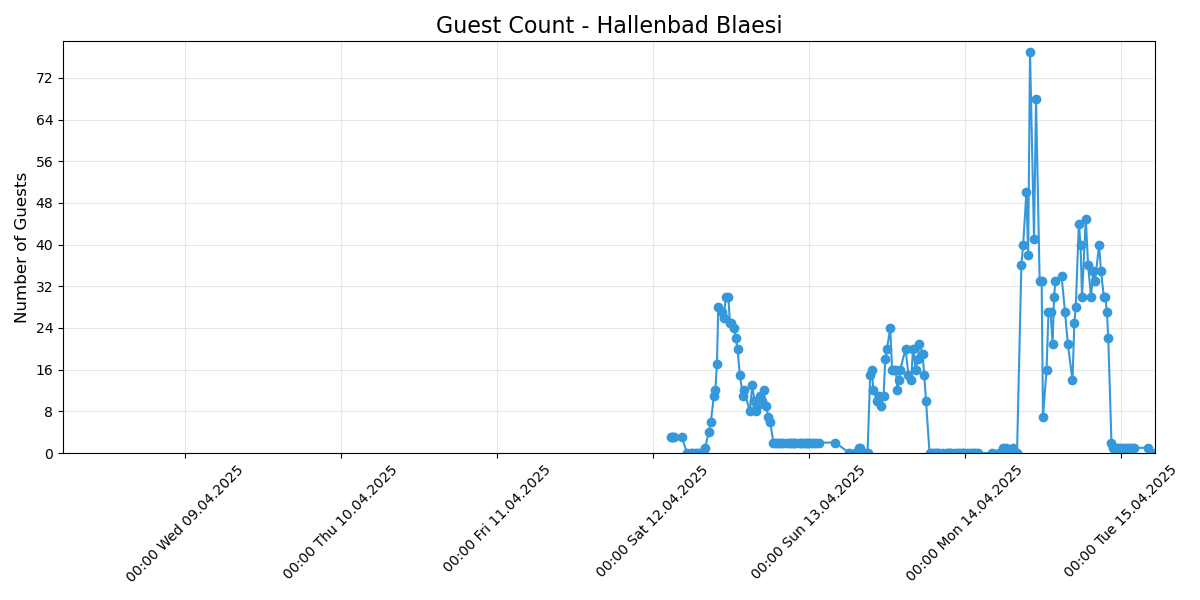 Guest Count - Hallenbad Blaesi
Number of Guests
72
64
56
48
40
32
24
16
8
0
00:00 Wed 09.04.2025
00:00 Thu 10.04.2025
00:00 Fri 11.04.2025
00:00 Sat 12.04.2025
00:00 Sun 13.04.2025
00:00 Mon 14.04.2025
00:00 Tue 15.04.2025